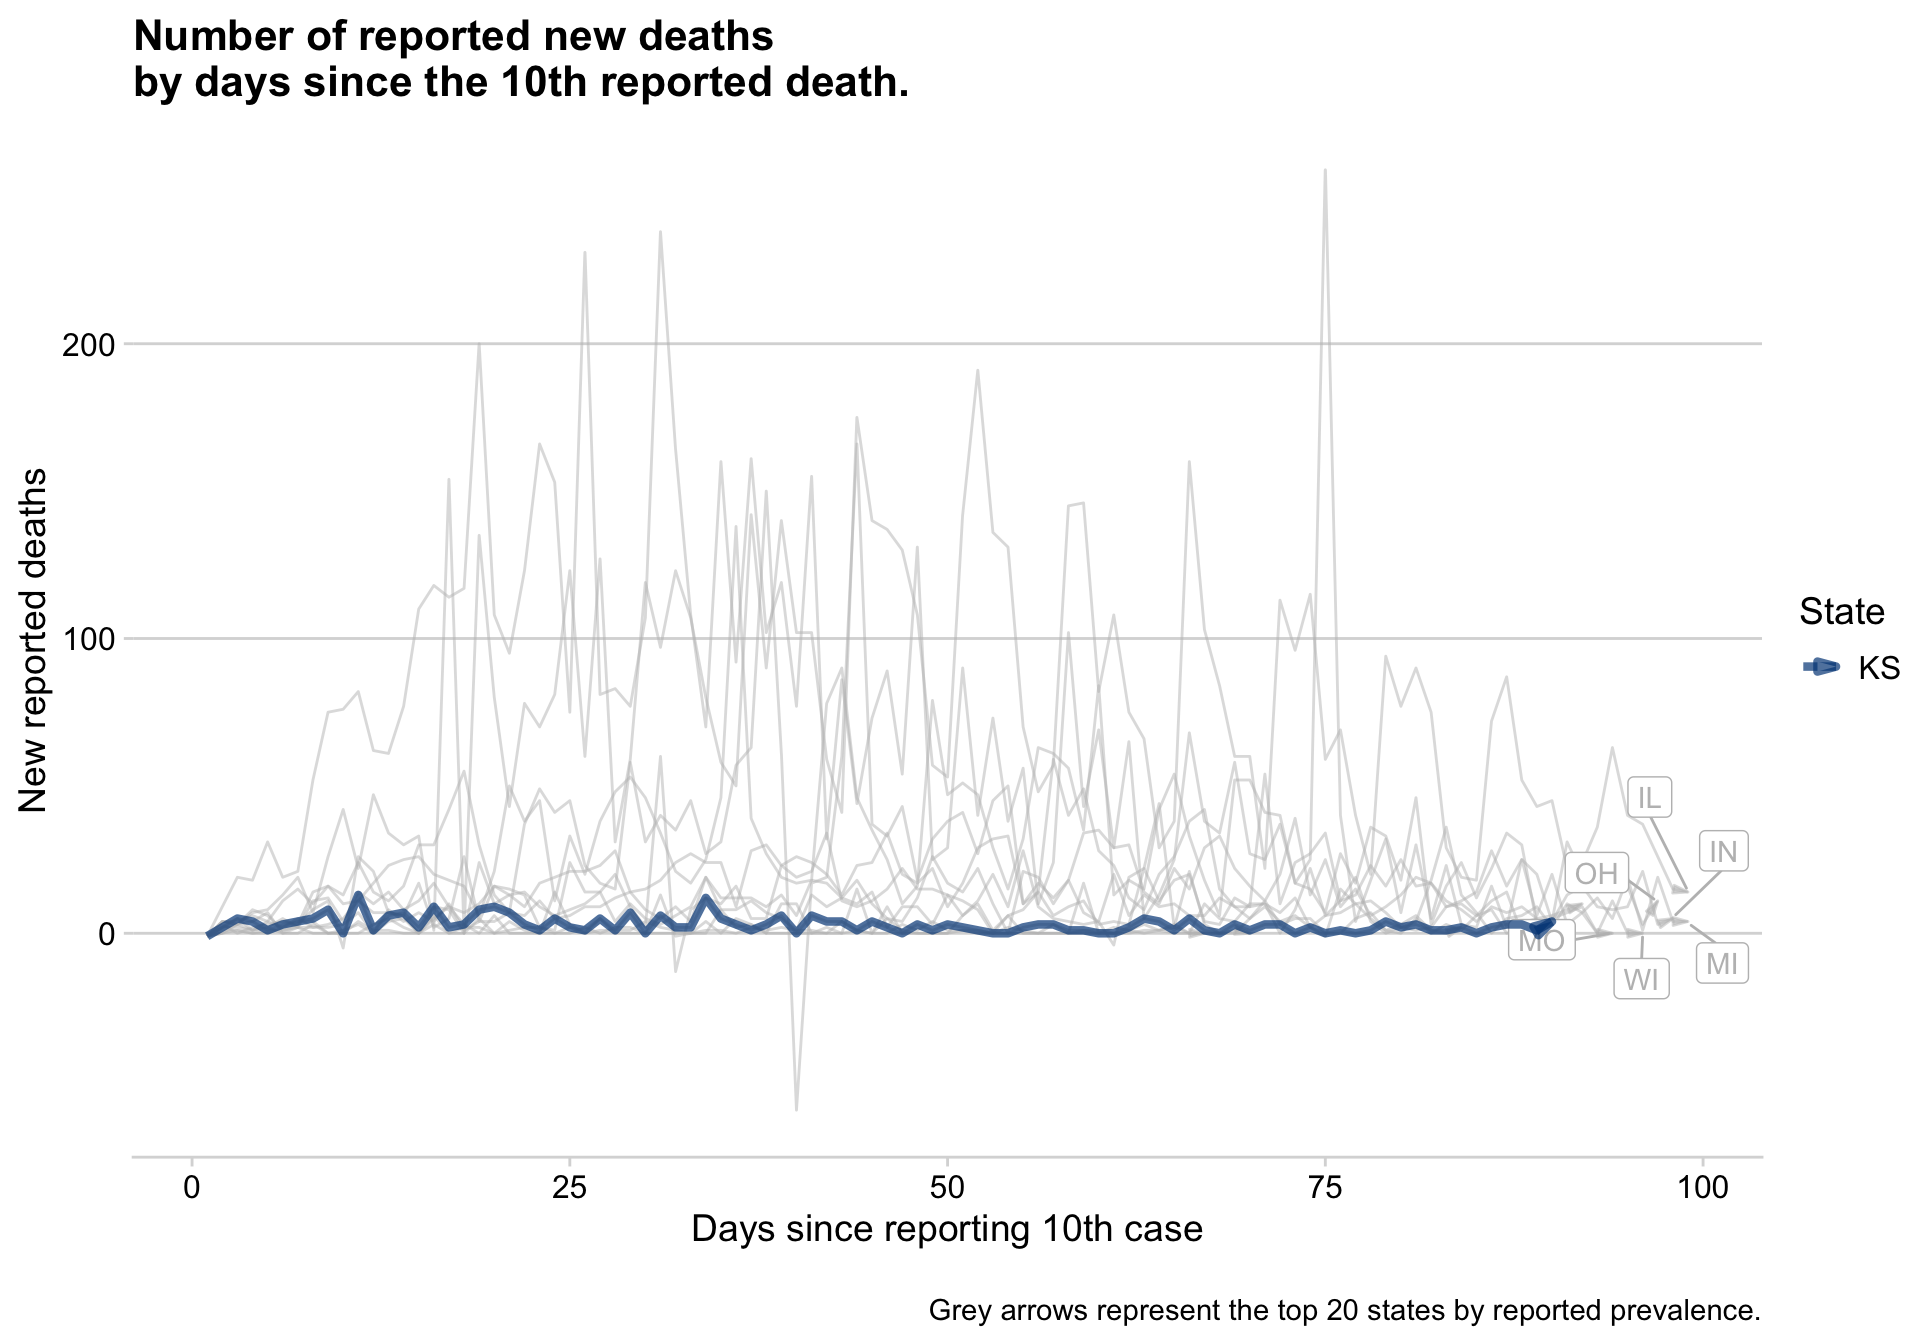 Number of reported new deaths
by days since the 10th reported death.
New reported deaths
200
100
0
IL
IN
OH
MO
WI
MI
State
KS
0
25
50
75
100
Days since reporting 10th case
Grey arrows represent the top 20 states by reported prevalence.